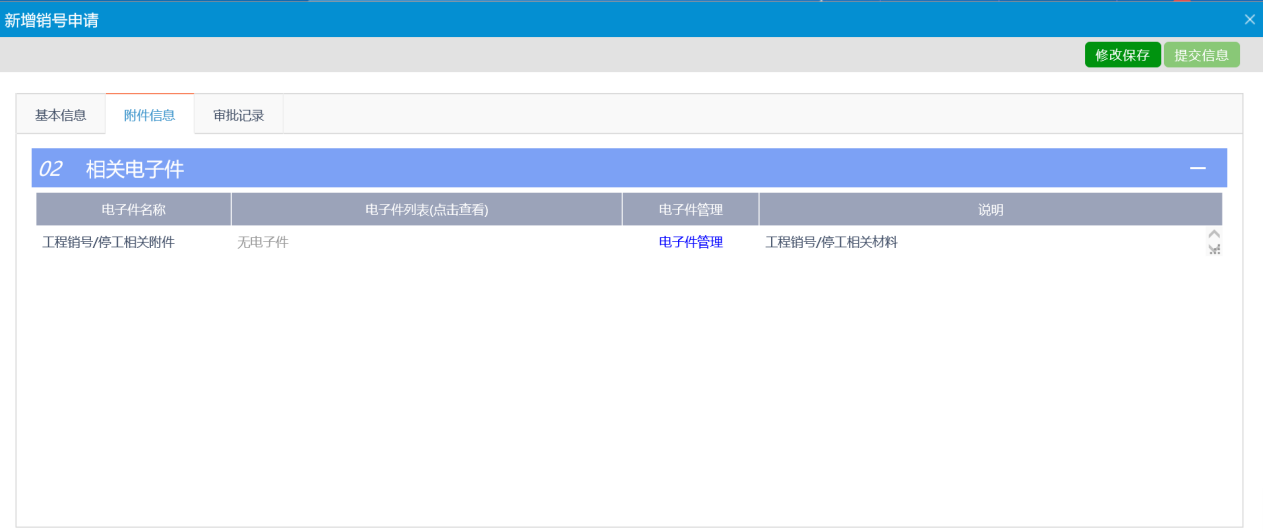 新增销号申请
修改保存 提交信息
基本信息 附件信息 审批记录
02 相关电子件
电子件名称 电子件列表(点击查看) 电子件管理 说明
工程销号/停工相关附件 无电子件 电子件管理 工程销号/停工相关材料